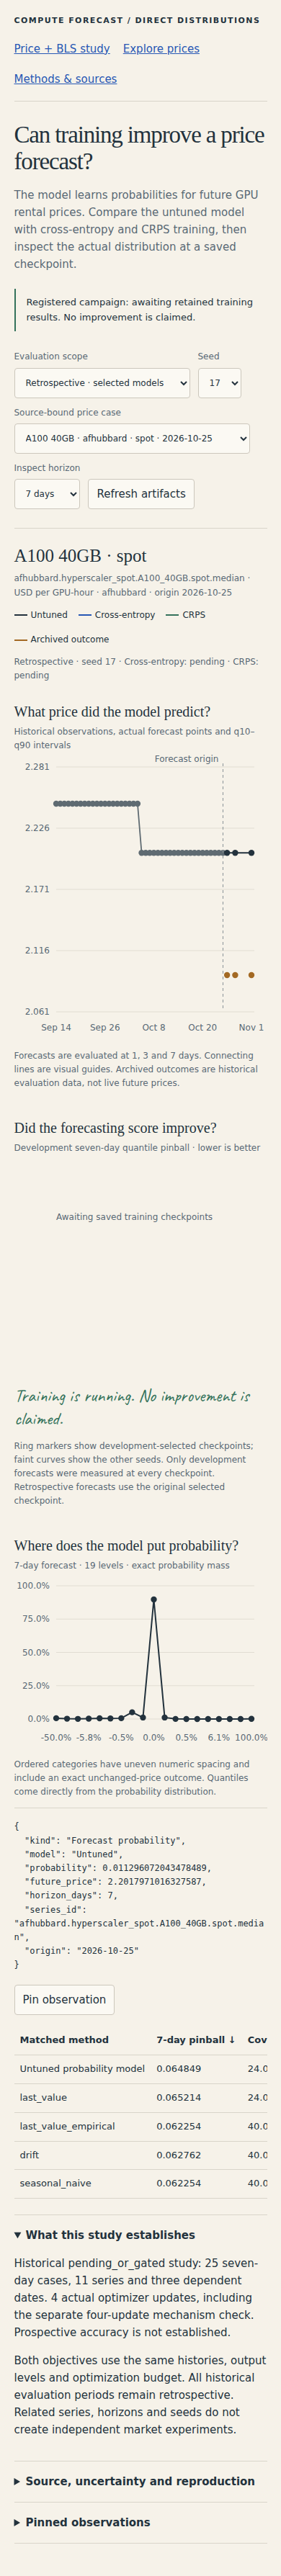 COMPUTE FORECAST / DIRECT DISTRIBUTIONS
Price + BLS study Explore prices
Methods & sources
Can training improve a price
forecast?
The model learns probabilities for future GPU
rental prices. Compare the untuned model
with cross-entropy and CRPS training, then
inspect the actual distribution at a saved
checkpoint.
Registered campaign: awaiting retained training
results. No improvement is claimed.
Evaluation scope Seed
Retrospective · selected models 17
Source-bound price case
A100 40GB · afhubbard · spot · 2026-10-25
Inspect horizon
7 days Refresh artifacts
A100 40GB · spot
afhubbard.hyperscaler_spot.A100_40GB.spot.median ·
USD per GPU-hour · afhubbard · origin 2026-10-25
Untuned Cross-entropy CRPS
Archived outcome
Retrospective · seed 17 · Cross-entropy: pending · CRPS:
pending
What price did the model predict?
Historical observations, actual forecast points and q10–
q90 intervals
Forecast origin
2.281
2.226
2.171
2.116
2.061
Sep 14 Sep 26 Oct 8 Oct 20 Nov 1
Forecasts are evaluated at 1, 3 and 7 days. Connecting
lines are visual guides. Archived outcomes are historical
evaluation data, not live future prices.
Did the forecasting score improve?
Development seven-day quantile pinball · lower is better
Awaiting saved training checkpoints
Training is running. No improvement is
claimed.
Ring markers show development-selected checkpoints;
faint curves show the other seeds. Only development
forecasts were measured at every checkpoint.
Retrospective forecasts use the original selected
checkpoint.
Where does the model put probability?
7-day forecast · 19 levels · exact probability mass
100.0%
75.0%
50.0%
25.0%
0.0%
-50.0% -5.8% -0.5% 0.0% 0.5% 6.1% 100.0%
Ordered categories have uneven numeric spacing and
include an exact unchanged-price outcome. Quantiles
come directly from the probability distribution.
{
"kind": "Forecast probability",
"model": "Untuned",
"probability": 0.011296072043478489,
"future_price": 2.2017971016327587,
"horizon_days": 7,
"series_id":
"afhubbard.hyperscaler_spot.A100_40GB.spot.media
n",
"origin": "2026-10-25"
}
Pin observation
Matched method 7-day pinball ↓ Cov
Untuned probability model 0.064849 24.0
last_value 0.065214 24.0
last_value_empirical 0.062254 40.0
drift 0.062762 40.0
seasonal_naive 0.062254 40.0
▼ What this study establishes
Historical pending_or_gated study: 25 seven-
day cases, 11 series and three dependent
dates. 4 actual optimizer updates, including
the separate four-update mechanism check.
Prospective accuracy is not established.
Both objectives use the same histories, output
levels and optimization budget. All historical
evaluation periods remain retrospective.
Related series, horizons and seeds do not
create independent market experiments.
▶ Source, uncertainty and reproduction
▶ Pinned observations